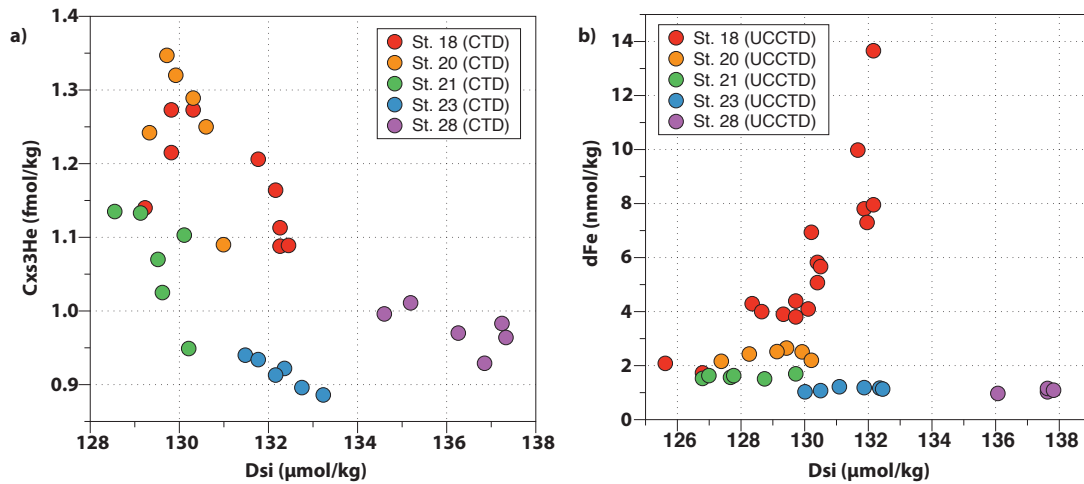 a)
1.4
1.3
1.2
1.1
1.0
0.9
Cxs3He (fmol/kg)
St. 18 (CTD)
St. 20 (CTD)
St. 21 (CTD)
St. 23 (CTD)
St. 28 (CTD)
128 130 132 134 136 138
Dsi (μmol/kg)
b)
14
12
10
8
6
4
2
0
dFe (nmol/kg)
St. 18 (UCCTD)
St. 20 (UCCTD)
St. 21 (UCCTD)
St. 23 (UCCTD)
St. 28 (UCCTD)
126 128 130 132 134 136 138
Dsi (μmol/kg)